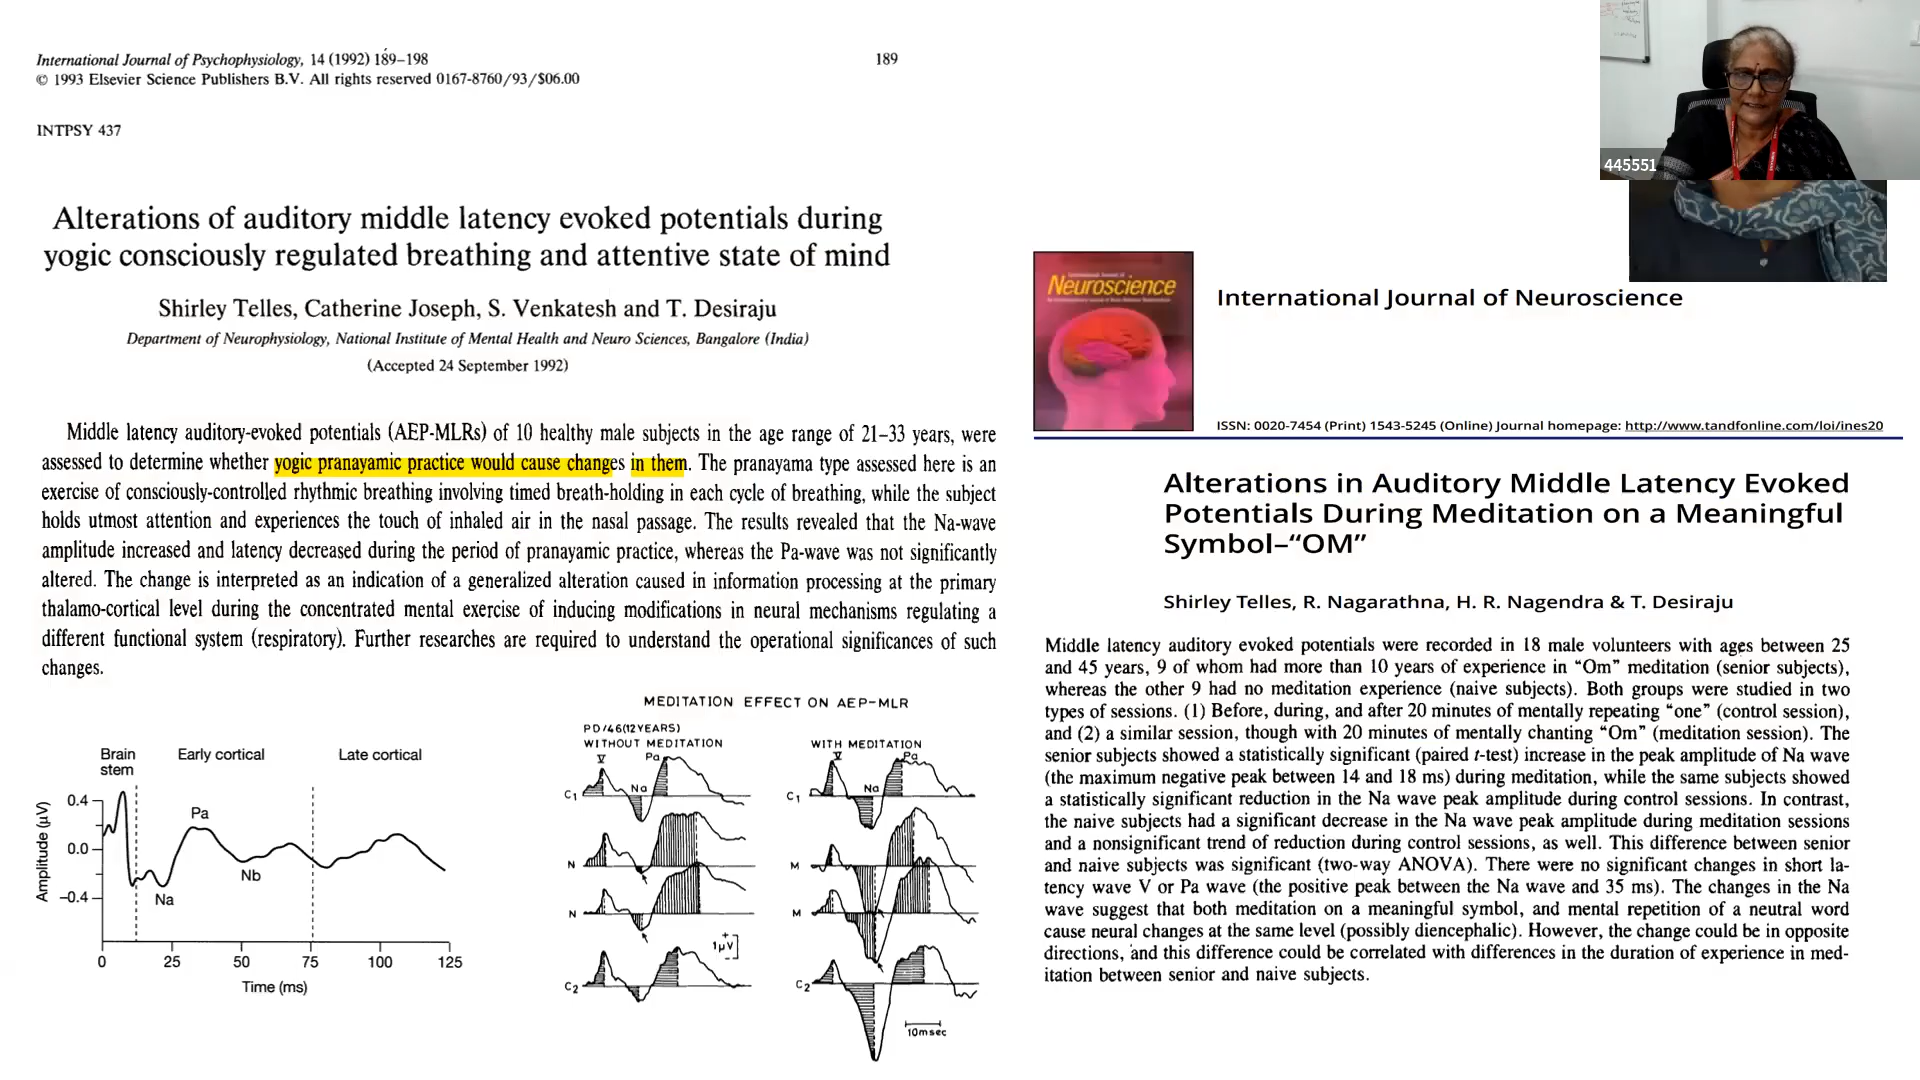 International Journal of Psychophysiology, 14 (1992) 189–198
189
© 1993 Elsevier Science Publishers B.V. All rights reserved 0167-8760/93/$06.00
INTPSY 437
Alterations of auditory middle latency evoked potentials during
yogic consciously regulated breathing and attentive state of mind
Shirley Telles, Catherine Joseph, S. Venkatesh and T. Desiraju
Department of Neurophysiology, National Institute of Mental Health and Neuro Sciences, Bangalore (India)
(Accepted 24 September 1992)
Middle latency auditory-evoked potentials (AEP-MLRs) of 10 healthy male subjects in the age range of 21–33 years, were
assessed to determine whether yogic pranayamic practice would cause changes in them. The pranayama type assessed here is an
exercise of consciously-controlled rhythmic breathing involving timed breath-holding in each cycle of breathing, while the subject
holds utmost attention and experiences the touch of inhaled air in the nasal passage. The results revealed that the Na-wave
amplitude increased and latency decreased during the period of pranayamic practice, whereas the Pa-wave was not significantly
altered. The change is interpreted as an indication of a generalized alteration caused in information processing at the primary
thalamo-cortical level during the concentrated mental exercise of inducing modifications in neural mechanisms regulating a
different functional system (respiratory). Further researches are required to understand the operational significances of such
changes.
Brain
stem
Early cortical
Late cortical
Amplitude (μV)
0.4
0.0
–0.4
Pa
Na
Nb
0 25 50 75 100 125
Time (ms)
MEDITATION EFFECT ON AEP–MLR
PD/46(12YEARS)
WITHOUT MEDITATION
WITH MEDITATION
V
Pa
Na
C1
N
N
C2
1μV
V
Pa
Na
C1
M
M
C2
10msec
445551
Neuroscience
International Journal of Neuroscience
ISSN: 0020-7454 (Print) 1543-5245 (Online) Journal homepage: http://www.tandfonline.com/loi/ines20
Alterations in Auditory Middle Latency Evoked
Potentials During Meditation on a Meaningful
Symbol–“OM”
Shirley Telles, R. Nagarathna, H. R. Nagendra & T. Desiraju
Middle latency auditory evoked potentials were recorded in 18 male volunteers with ages between 25
and 45 years, 9 of whom had more than 10 years of experience in “Om” meditation (senior subjects),
whereas the other 9 had no meditation experience (naive subjects). Both groups were studied in two
types of sessions. (1) Before, during, and after 20 minutes of mentally repeating “one” (control session),
and (2) a similar session, though with 20 minutes of mentally chanting “Om” (meditation session). The
senior subjects showed a statistically significant (paired t-test) increase in the peak amplitude of Na wave
(the maximum negative peak between 14 and 18 ms) during meditation, while the same subjects showed
a statistically significant reduction in the Na wave peak amplitude during control sessions. In contrast,
the naive subjects had a significant decrease in the Na wave peak amplitude during meditation sessions
and a nonsignificant trend of reduction during control sessions, as well. This difference between senior
and naive subjects was significant (two-way ANOVA). There were no significant changes in short la-
tency wave V or Pa wave (the positive peak between the Na wave and 35 ms). The changes in the Na
wave suggest that both meditation on a meaningful symbol, and mental repetition of a neutral word
cause neural changes at the same level (possibly diencephalic). However, the change could be in opposite
directions, and this difference could be correlated with differences in the duration of experience in med-
itation between senior and naive subjects.